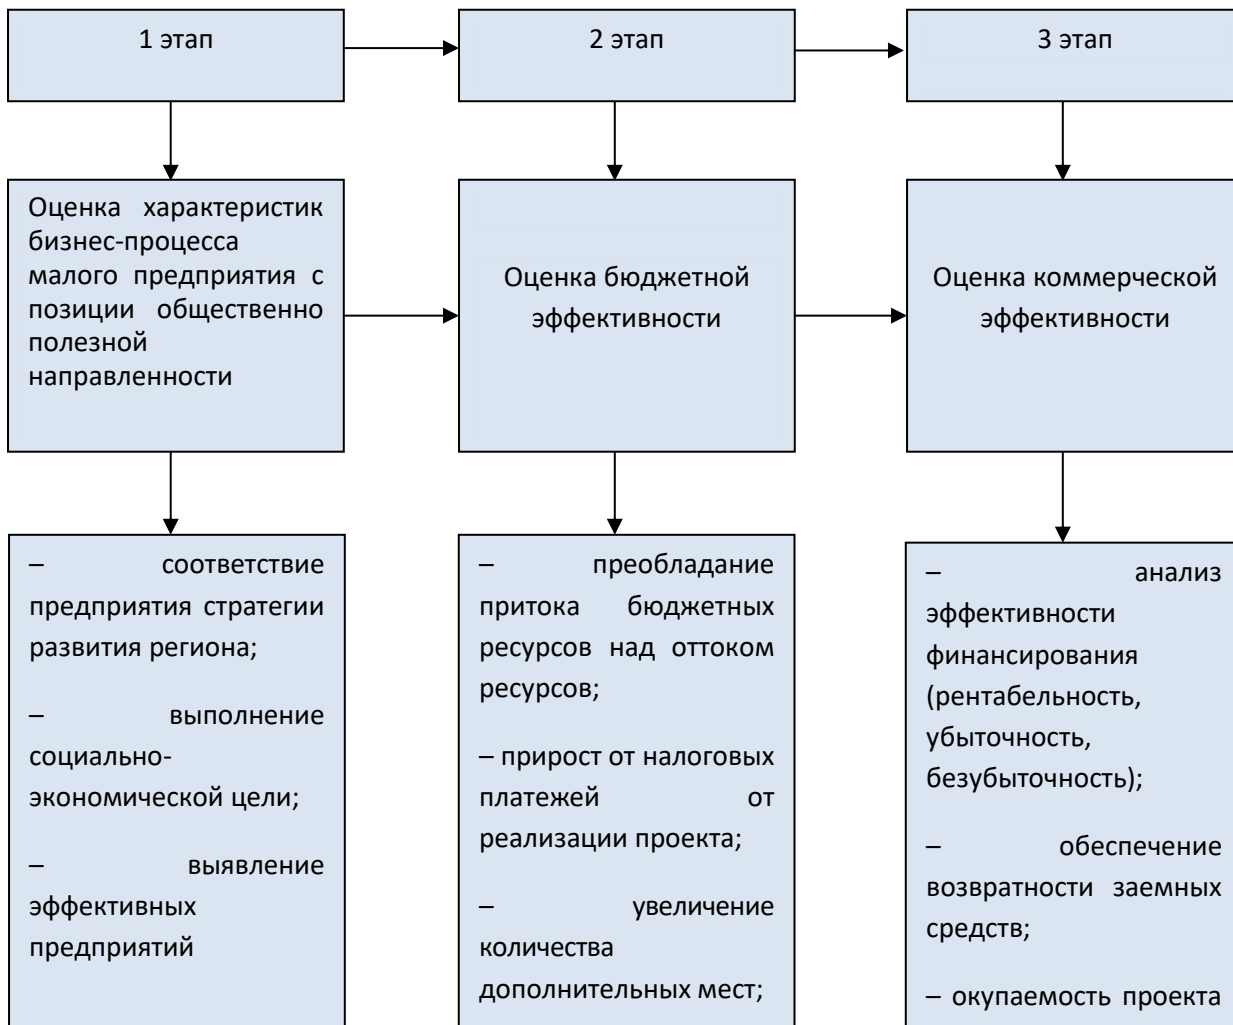 1 этап
2 этап
3 этап
Оценка характеристик
бизнес-процесса
малого предприятия с
позиции общественно
полезной
направленности
Оценка бюджетной
эффективности
Оценка коммерческой
эффективности
– соответствие
предприятия стратегии
развития региона;
– выполнение
социально-
экономической цели;
– выявление
эффективных
предприятий
– преобладание
притока бюджетных
ресурсов над оттоком
ресурсов;
– прирост от налоговых
платежей от
реализации проекта;
– увеличение
количества
дополнительных мест;
– анализ
эффективности
финансирования
(рентабельность,
убыточность,
безубыточность);
– обеспечение
возвратности заемных
средств;
– окупаемость проекта